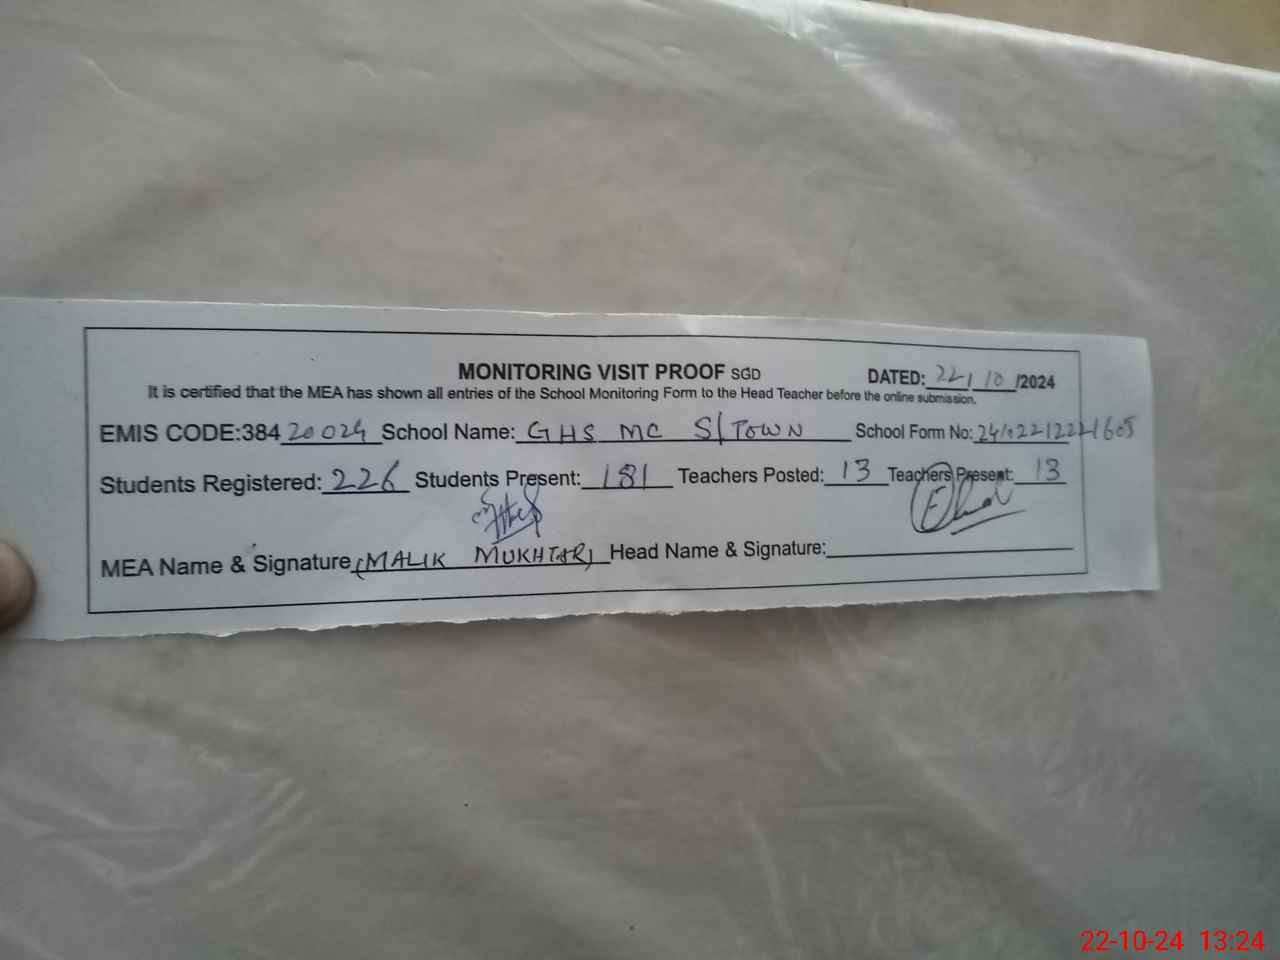 MONITORING VISIT PROOF SGD DATED: 22/10/2024
It is certified that the MEA has shown all entries of the School Monitoring Form to the Head Teacher before the online submission.
EMIS CODE:38420024 School Name: GHS MC S/TOWN School Form No:
Students Registered: 226 Students Present: 181 Teachers Posted: 13 Teachers Present: 13
MEA Name & Signature (MALIK MUKHTAR) Head Name & Signature:
22-10-24 13:24